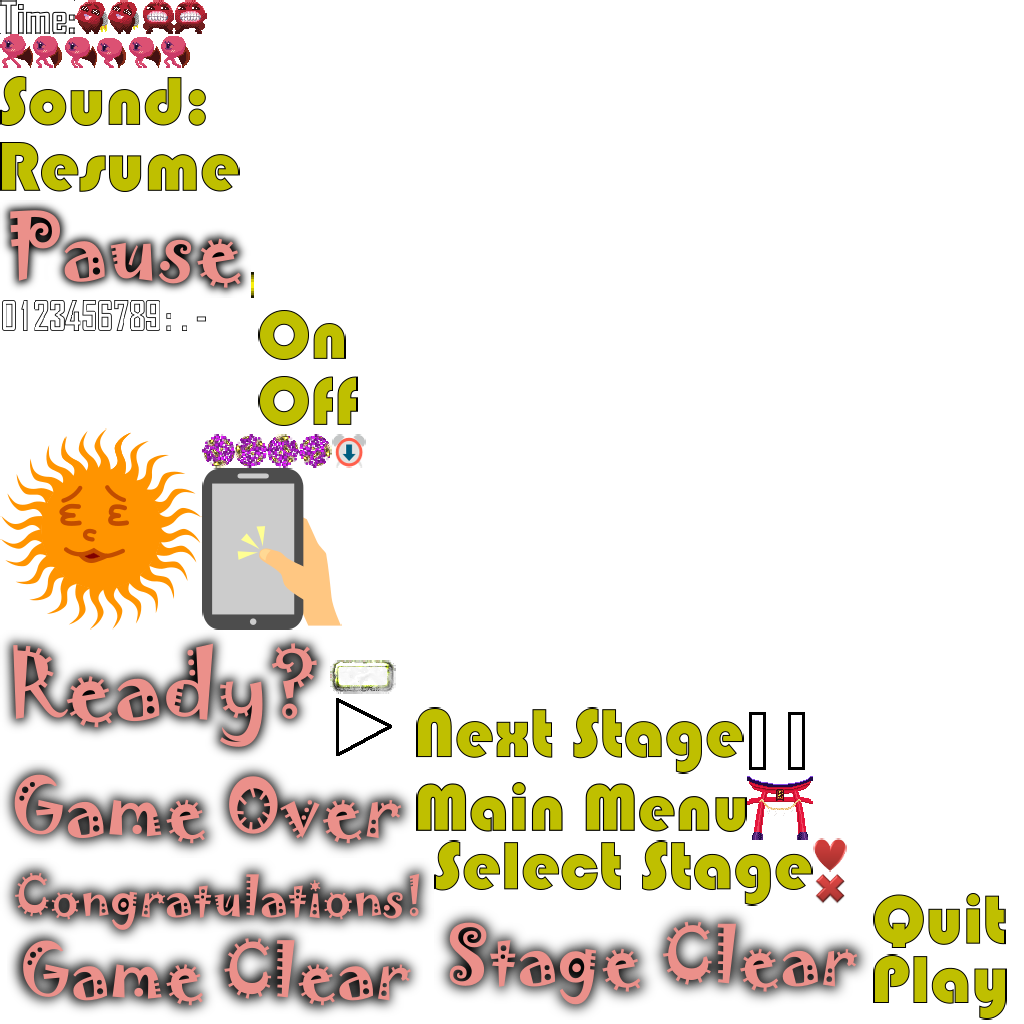 Time:
Sound:
Resume
Pause
0123456789:.-
On
Off
Ready?
Next Stage
Game Over
Main Menu
Select Stage
Congratulations!
Quit
Game Clear
Stage Clear
Play